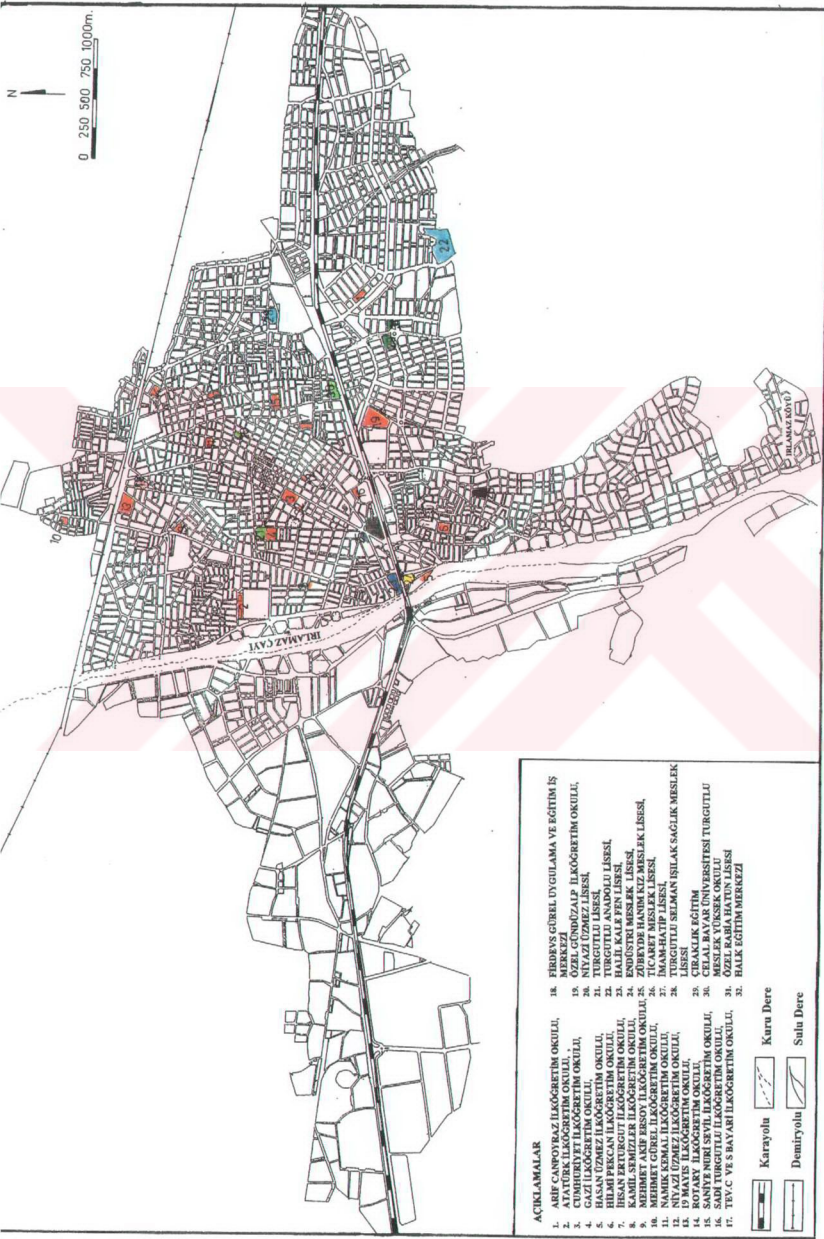 N
0 250 500 750 1000m.
10
13
3
19
22
7
5
IRLAMAZ ÇAYI
IRLAMAZ KÖYÜ
AÇIKLAMALAR
1. ARİF CANPOYRAZ İLKÖĞRETİM OKULU,
2. ATATÜRK İLKÖĞRETİM OKULU, ,
3. CUMHURİYET İLKÖĞRETİM OKULU,
4. GAZİ İLKÖĞRETİM OKULU,
5. HASAN ÜZMEZ İLKÖĞRETİM OKULU,
6. HİLMİ PEKCAN İLKÖĞRETİM OKULU,
7. İHSAN ERTURGUT İLKÖĞRETİM OKULU,
8. KAMİL SEMİZLER İLKÖĞRETİM OKULU,
9. MEHMET AKİF ERSOY İLKÖĞRETİM OKULU,
10. MEHMET GÜREL İLKÖĞRETİM OKULU,
11. NAMIK KEMAL İLKÖĞRETİM OKULU,
12. NİYAZİ ÜZMEZ İLKÖĞRETİM OKULU,
13. 19 MAYIS İLKÖĞRETİM OKULU,
14. ROTARY İLKÖĞRETİM OKULU,
15. SANİYE NURİ SEVİL İLKÖĞRETİM OKULU,
16. SARI TURGUTLU İLKÖĞRETİM OKULU,
17. TEV.C VE S BAYARİ İLKÖĞRETİM OKULU,
18. FİRDEVS GÜREL UYGULAMA VE EĞİTİM İŞ
MERKEZİ
19. ÖZEL GÜNDÜZALP İLKÖĞRETİM OKULU,
20. NİYAZİ ÜZMEZ LİSESİ,
21. TURGUTLU LİSESİ,
22. TURGUTLU ANADOLU LİSESİ,
23. HALİL KALE FEN LİSESİ,
24. ENDÜSTRİ MESLEK LİSESİ,
25. ZÜBEYDE HANIM KIZ MESLEK LİSESİ,
26. TİCARET MESLEK LİSESİ,
27. İMAM-HATİP LİSESİ,
28. TURGUTLU SELMAN IŞILAK SAĞLIK MESLEK
LİSESİ
29. ÇIRAKLIK EĞİTİM
30. CELAL BAYAR ÜNİVERSİTESİ TURGUTLU
MESLEK YÜKSEK OKULU
31. ÖZEL RABİA HATUN LİSESİ
32. HALK EĞİTİM MERKEZİ
Karayolu
Kuru Dere
Demiryolu
Sulu Dere